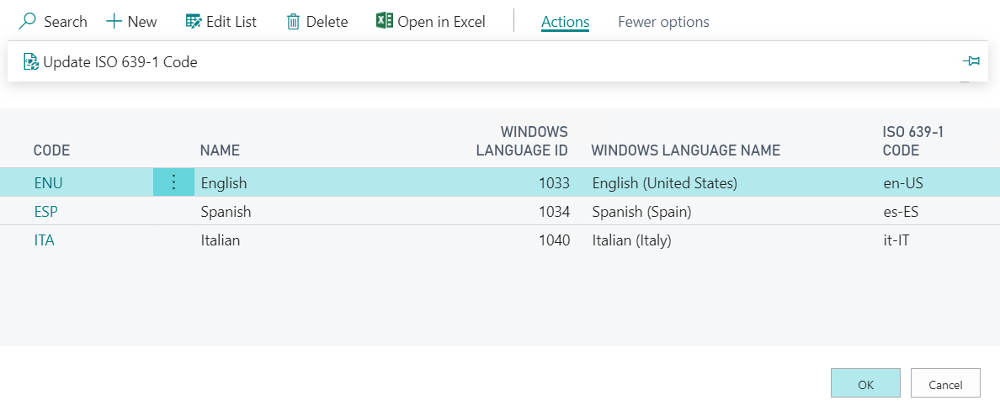 Search New Edit List Delete Open in Excel Actions Fewer options
Update ISO 639-1 Code
CODE NAME WINDOWS LANGUAGE ID WINDOWS LANGUAGE NAME ISO 639-1 CODE
ENU English 1033 English (United States) en-US
ESP Spanish 1034 Spanish (Spain) es-ES
ITA Italian 1040 Italian (Italy) it-IT
OK Cancel